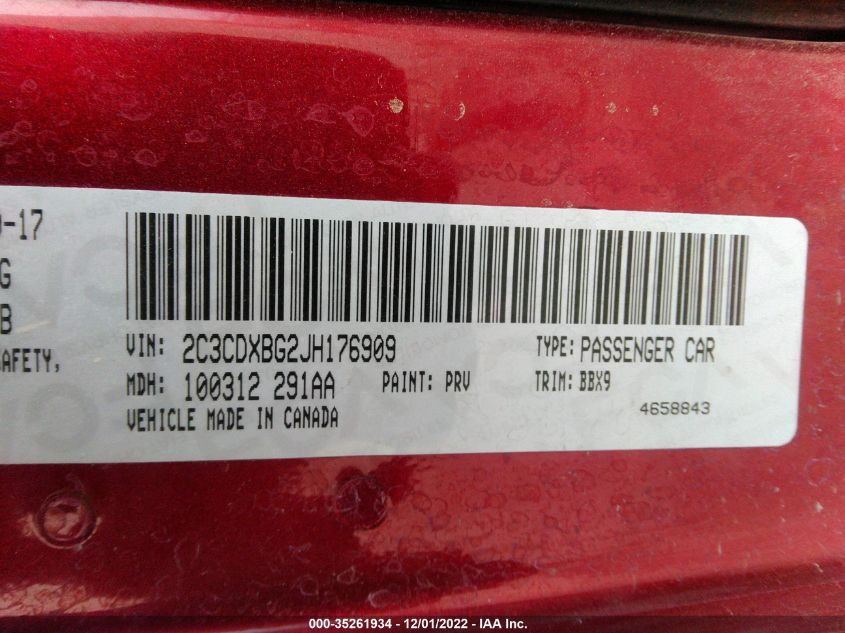 -17
G
B
AFETY,
VIN: 2C3CDXBG2JH176909 TYPE: PASSENGER CAR
MDH: 100312 291AA PAINT: PRV TRIM: BBX9
VEHICLE MADE IN CANADA 4658843
000-35261934 - 12/01/2022 - IAA Inc.